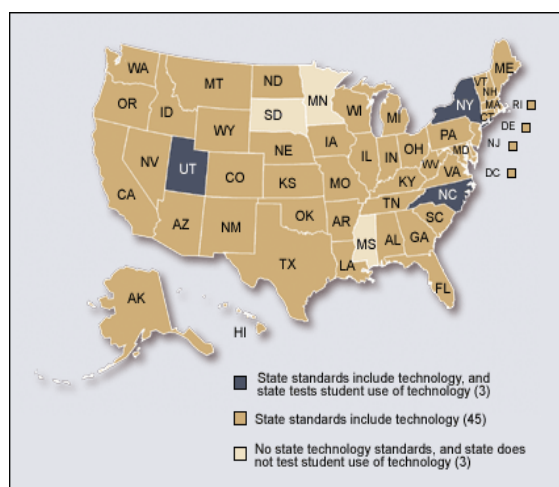 WA
MT
ND
MN
ME
VT
NH
OR
ID
SD
WI
MI
NY
MA
RI
CT
WY
IA
PA
DE
NJ
NV
UT
NE
IL
IN
OH
MD
DC
CA
CO
KS
MO
WV
VA
KY
NC
AZ
NM
OK
AR
TN
SC
TX
LA
MS
AL
GA
FL
AK
HI
State standards include technology, and
state tests student use of technology (3)
State standards include technology (45)
No state technology standards, and state does
not test student use of technology (3)